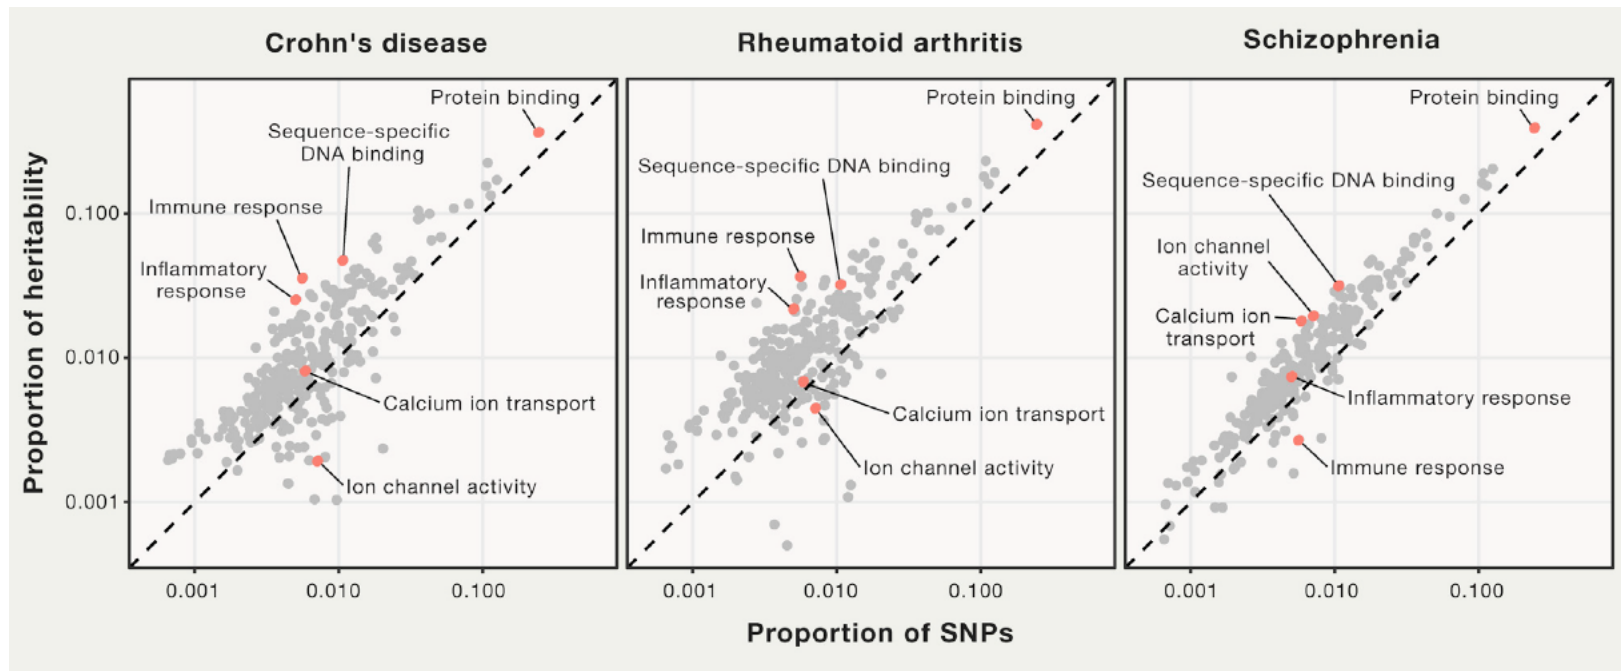 Crohn's disease
Rheumatoid arthritis
Schizophrenia
Proportion of heritability
0.100
0.010
0.001
Protein binding
Sequence-specific
DNA binding
Immune response
Inflammatory
response
Calcium ion transport
Ion channel activity
0.001
0.010
0.100
Protein binding
Sequence-specific DNA binding
Immune response
Inflammatory
response
Calcium ion transport
Ion channel activity
0.001
0.010
0.100
Protein binding
Sequence-specific DNA binding
Ion channel
activity
Calcium ion
transport
Inflammatory response
Immune response
0.001
0.010
0.100
Proportion of SNPs